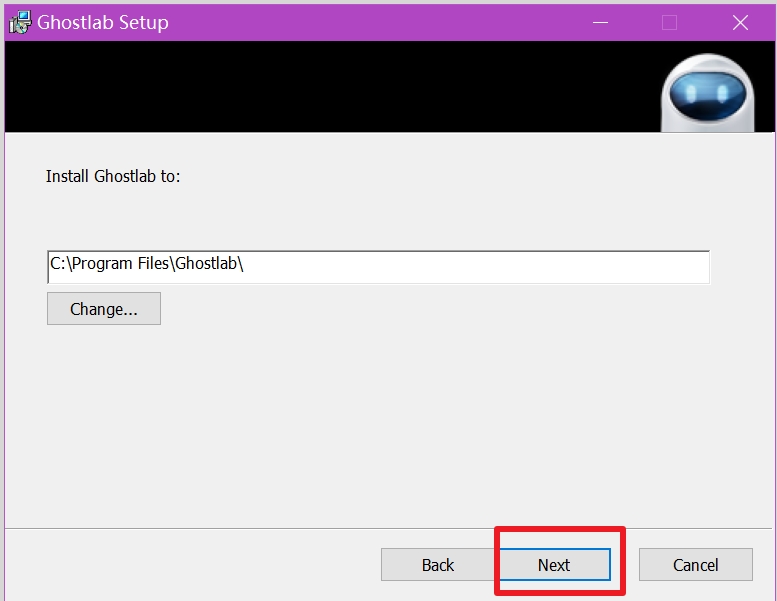 Ghostlab Setup
Install Ghostlab to:
C:\Program Files\Ghostlab\
Change...
Back
Next
Cancel